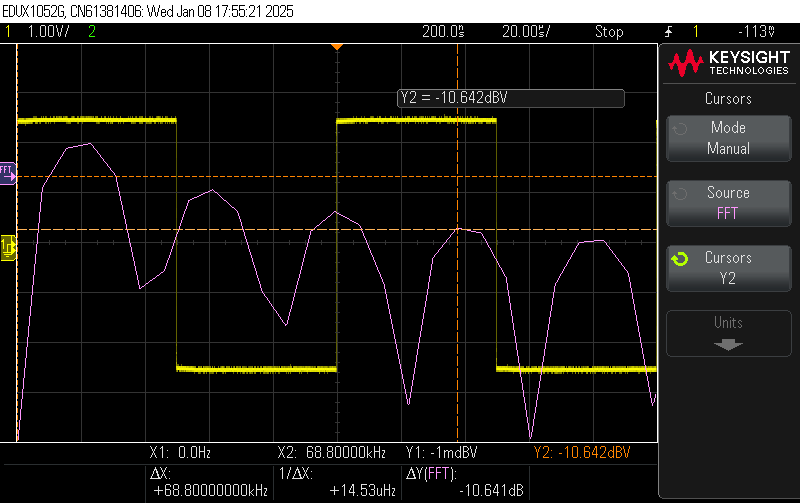 EDUX1052G, CN61381406: Wed Jan 08 17:55:21 2025
1 1.00V/ 2 200.0s 20.00s/ Stop 1 -113V
KEYSIGHT
TECHNOLOGIES
Cursors
Y2 = -10.642dBV
Mode
Manual
FFT
Source
FFT
1
Cursors
Y2
Units
X1: 0.0Hz X2: 68.80000kHz Y1: -1mdBV Y2: -10.642dBV
ΔX: 1/ΔX: ΔY(FFT):
+68.80000000kHz +14.53uHz -10.641dB